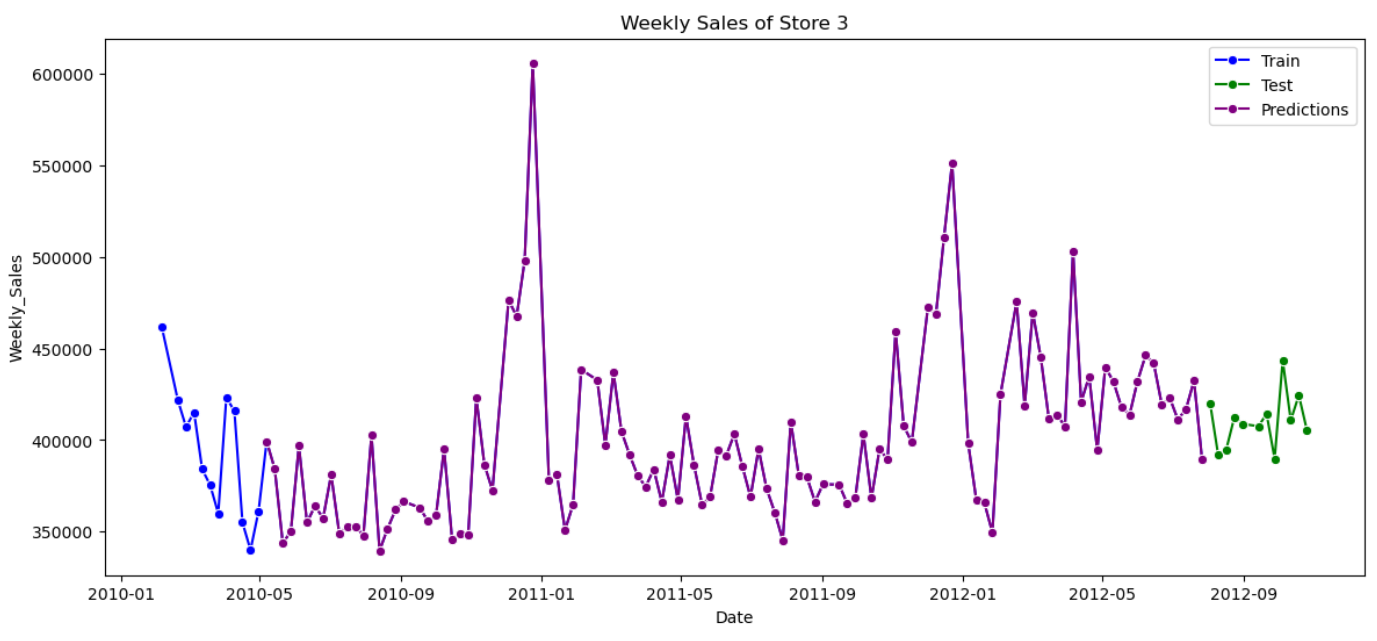 Weekly Sales of Store 3
Train
Test
Predictions
600000
550000
500000
450000
400000
350000
Weekly_Sales
2010-01 2010-05 2010-09 2011-01 2011-05 2011-09 2012-01 2012-05 2012-09
Date